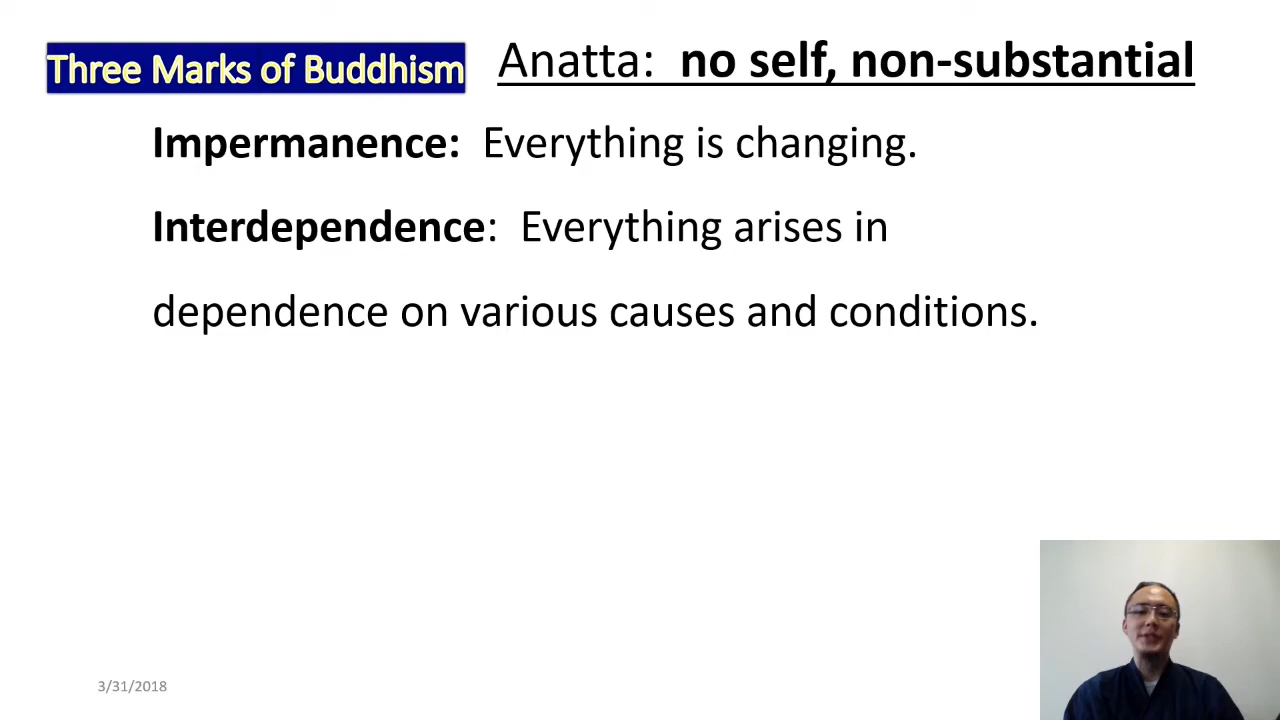 Three Marks of Buddhism
Anatta: no self, non-substantial
Impermanence: Everything is changing.
Interdependence: Everything arises in
dependence on various causes and conditions.
3/31/2018